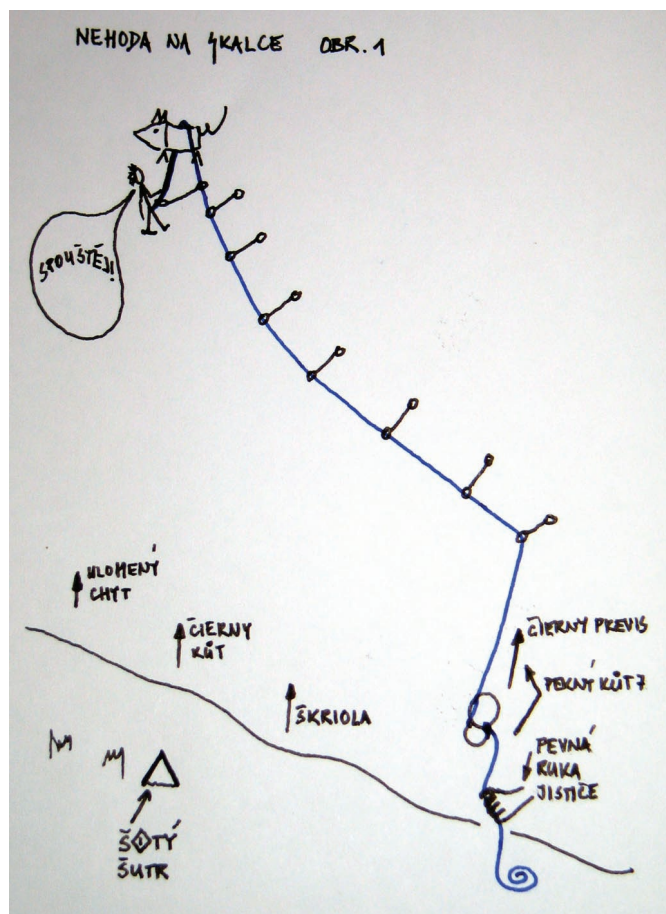 NEHODA NA SKALCE OBR. 1
SPOUŠTĚJ!
ULOMENÝ
CHYT
ČIERNY
KÚT
ŠKRIOLA
ČIERNY PREVIS
PEKNÝ KÚT 7
PEVNÁ
RUKA
JISTIČE
ŠUTR